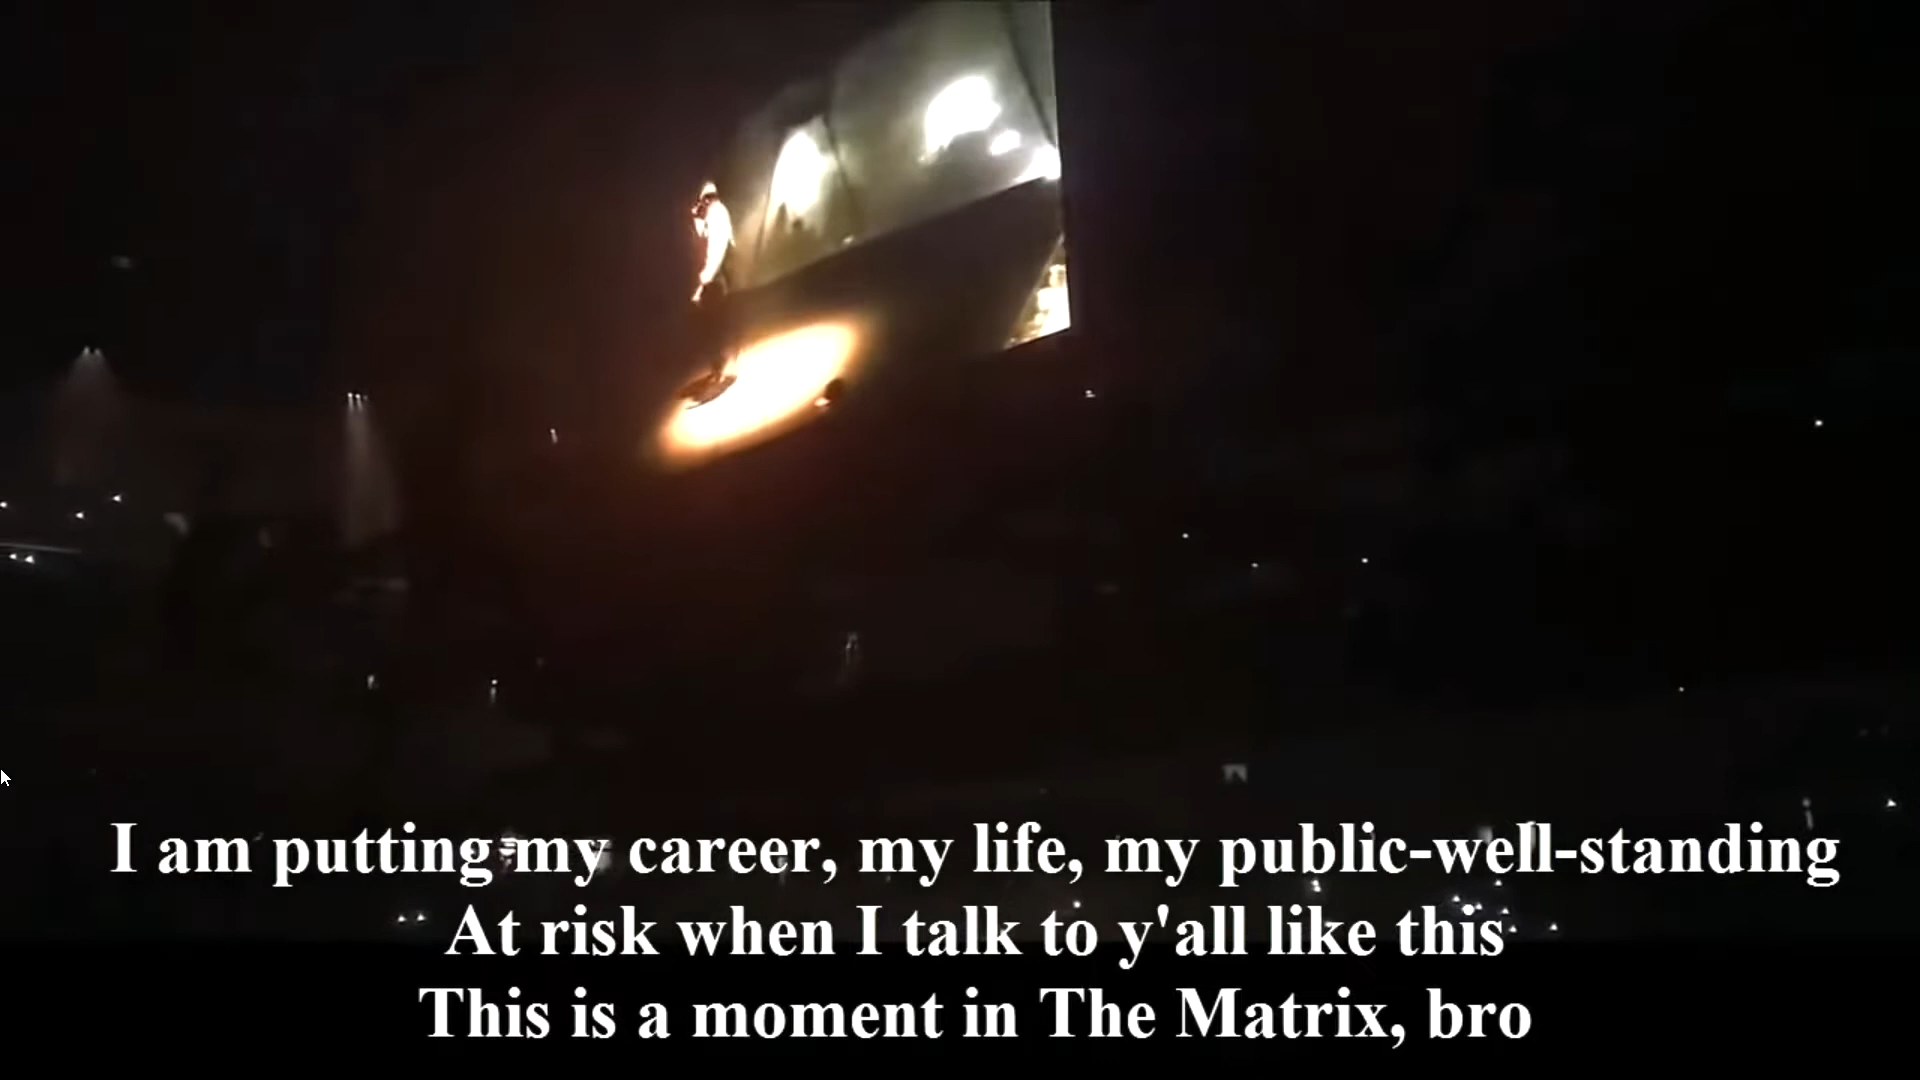 I am putting my career, my life, my public-well-standing
At risk when I talk to y'all like this
This is a moment in The Matrix, bro